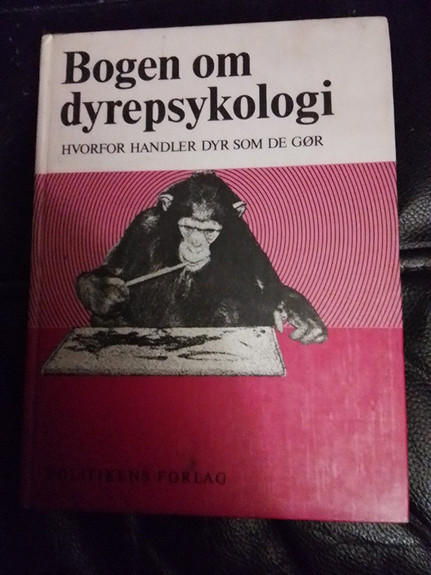 Bogen om
dyrepsykologi
HVORFOR HANDLER DYR SOM DE GØR
POLITIKENS FORLAG